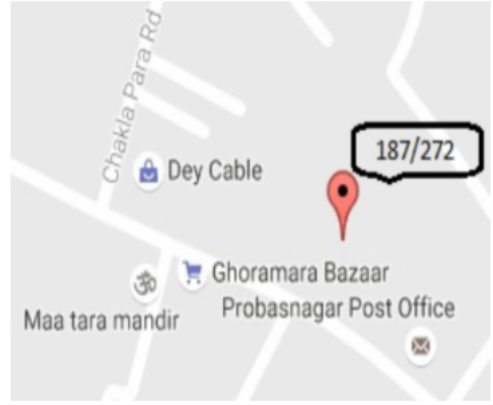 Chakla Para Rd
187/272
Dey Cable
Ghoramara Bazaar
Probasnagar Post Office
Maa tara mandir
ॐ